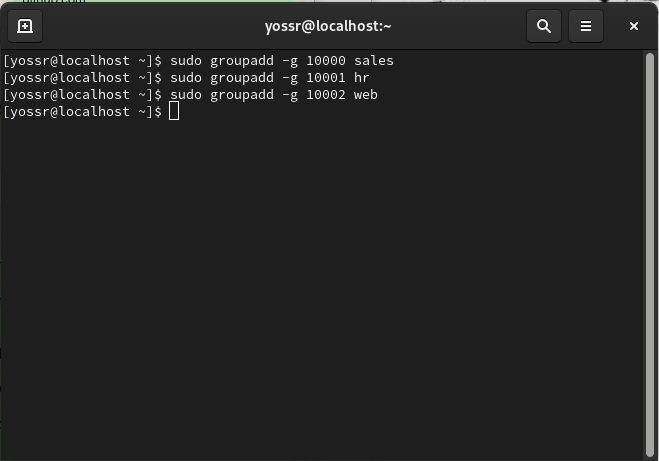 yossr@localhost:~
[yossr@localhost ~]$ sudo groupadd -g 10000 sales
[yossr@localhost ~]$ sudo groupadd -g 10001 hr
[yossr@localhost ~]$ sudo groupadd -g 10002 web
[yossr@localhost ~]$